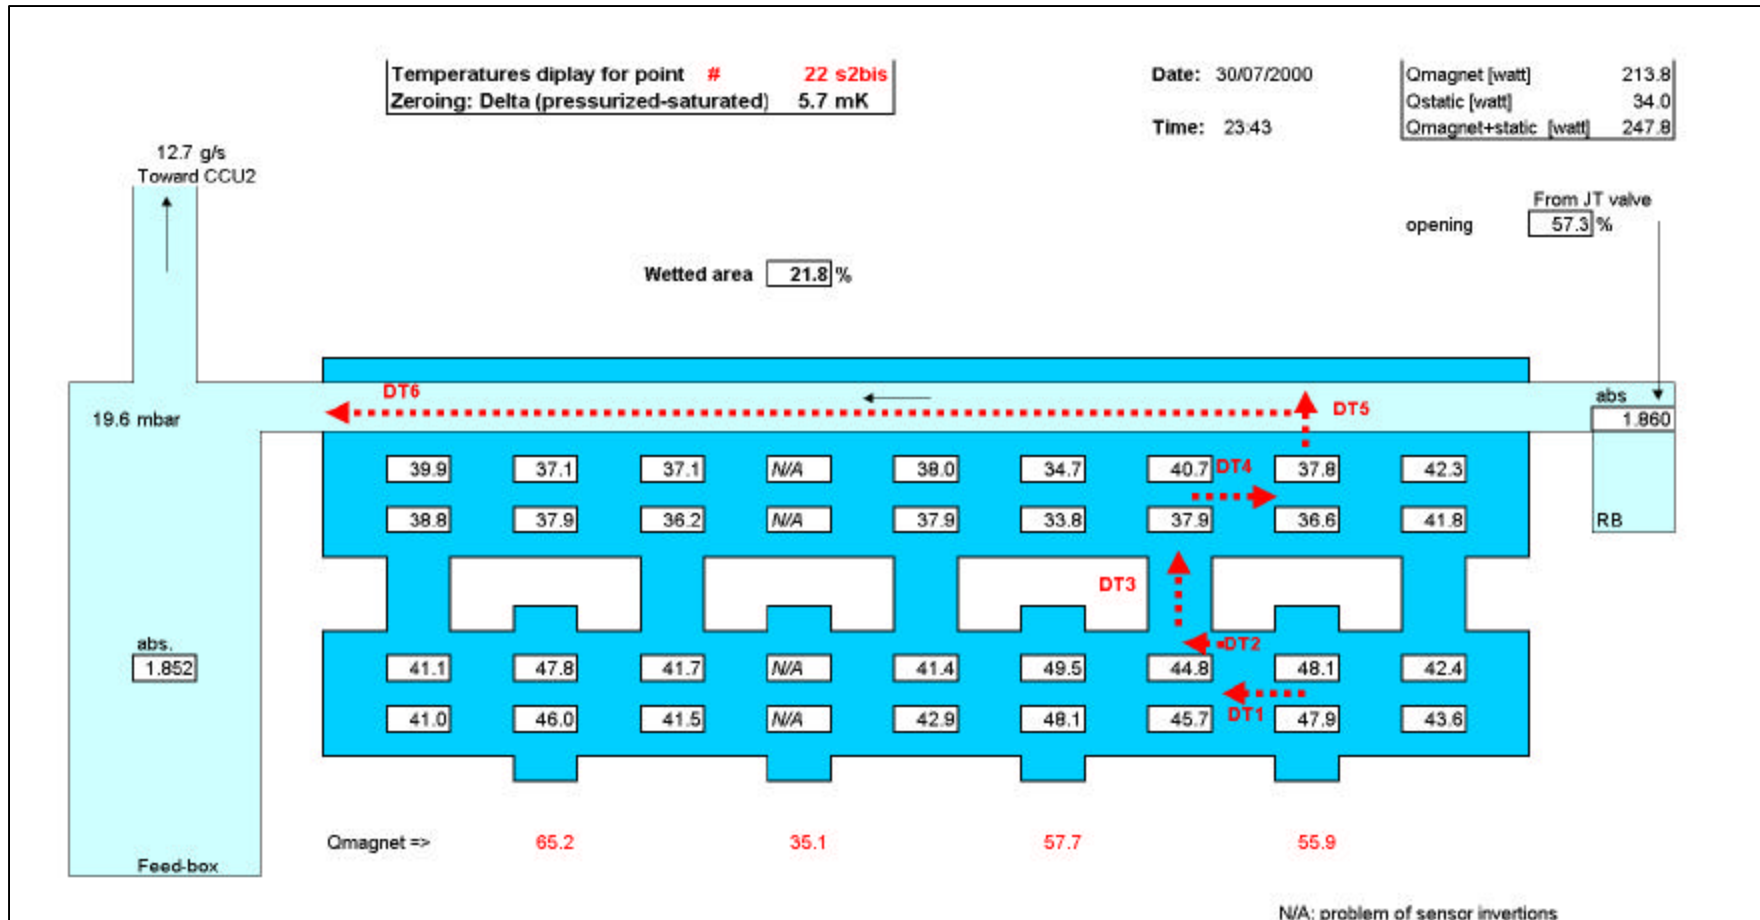 Temperatures diplay for point # 22 s2bis
Zeroing: Delta (pressurized-saturated) 5.7 mK
Date: 30/07/2000
Time: 23:43
Qmagnet [watt] 213.8
Qstatic [watt] 34.0
Qmagnet+static [watt] 247.8
12.7 g/s
Toward CCU2
From JT valve
opening 57.3 %
Wetted area 21.8 %
DT6
DT5
abs
1.860
19.6 mbar
39.9 37.1 37.1 N/A 38.0 34.7 40.7 DT4 37.8 42.3
38.8 37.9 36.2 N/A 37.9 33.8 37.9 36.6 41.8
RB
DT3
abs.
1.852
DT2
41.1 47.8 41.7 N/A 41.4 49.5 44.8 48.1 42.4
DT1
41.0 46.0 41.5 N/A 42.9 48.1 45.7 47.9 43.6
Qmagnet => 65.2 35.1 57.7 55.9
Feed-box
N/A: problem of sensor invertions